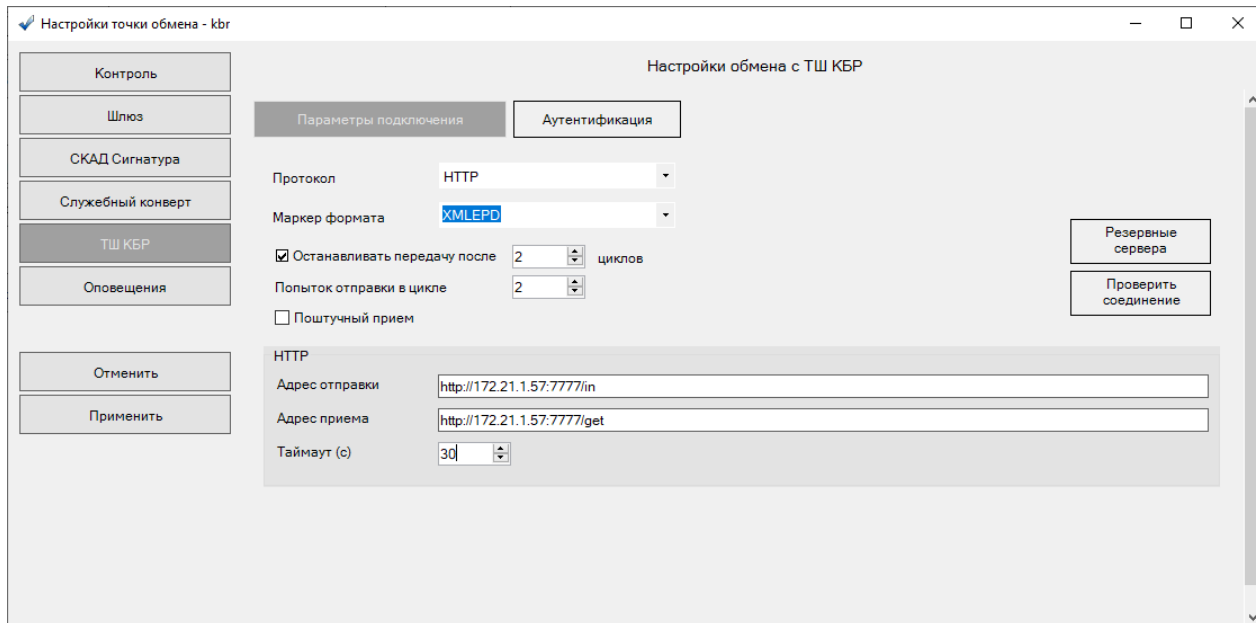 Настройки точки обмена - kbr
Контроль
Шлюз
СКАД Сигнатура
Служебный конверт
ТШ КБР
Оповещения
Отменить
Применить
Настройки обмена с ТШ КБР
Параметры подключения
Аутентификация
Протокол
HTTP
Маркер формата
XMLEPD
Останавливать передачу после 2 циклов
Попыток отправки в цикле 2
Поштучный прием
Резервные
сервера
Проверить
соединение
HTTP
Адрес отправки http://172.21.1.57:7777/in
Адрес приема http://172.21.1.57:7777/get
Таймаут (с) 30